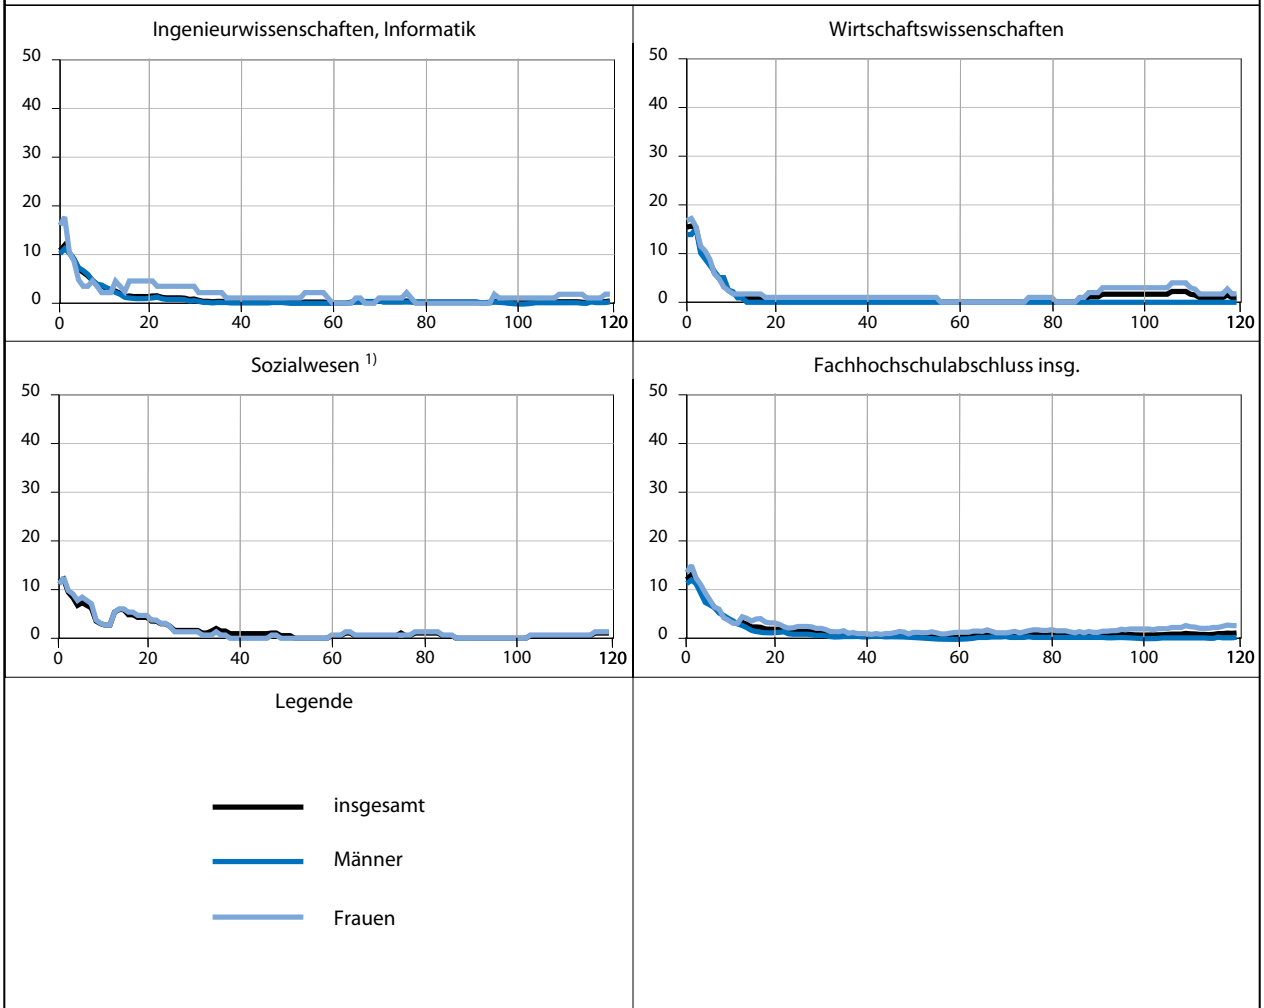 Ingenieurwissenschaften, Informatik
50
40
30
20
10
0
0 20 40 60 80 100 120
Wirtschaftswissenschaften
50
40
30
20
10
0
0 20 40 60 80 100 120
Sozialwesen 1)
50
40
30
20
10
0
0 20 40 60 80 100 120
Fachhochschulabschluss insg.
50
40
30
20
10
0
0 20 40 60 80 100 120
Legende
insgesamt
Männer
Frauen